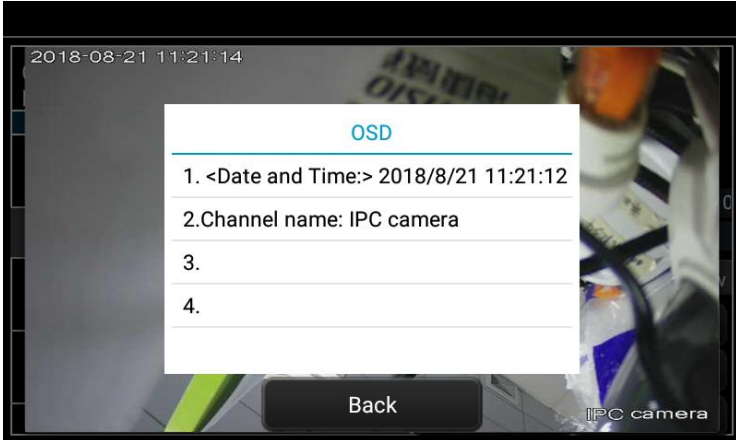 2018-08-21 11:21:14
OSD
1. <Date and Time:> 2018/8/21 11:21:12
2.Channel name: IPC camera
3.
4.
Back
IPC camera